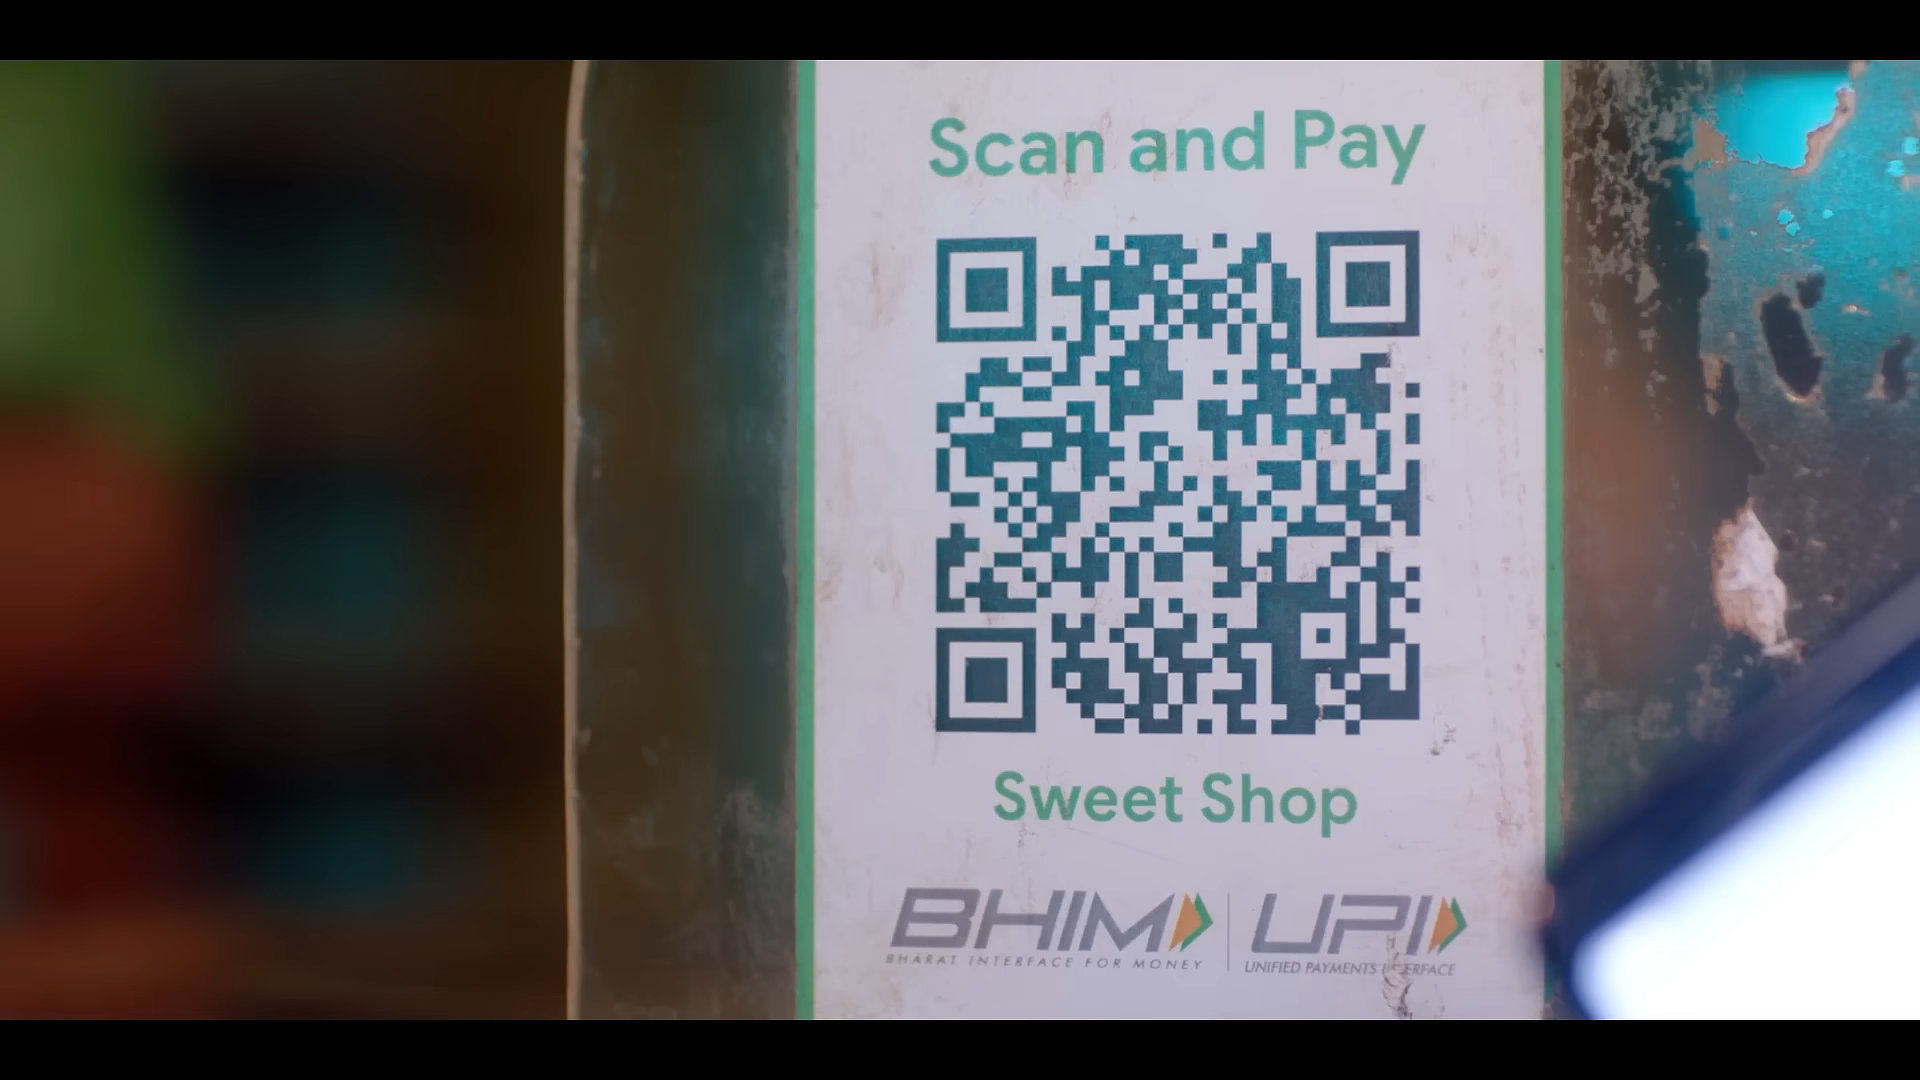 Scan and Pay
Sweet Shop
BHIM UPI
BHARAT INTERFACE FOR MONEY UNIFIED PAYMENTS INTERFACE